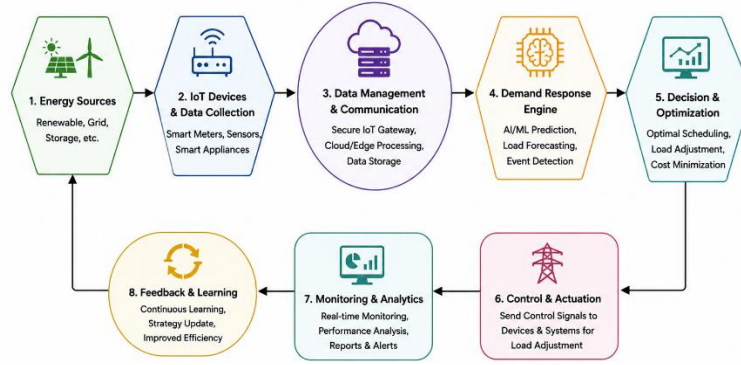 1. Energy Sources
Renewable, Grid,
Storage, etc.
2. IoT Devices
& Data Collection
Smart Meters, Sensors,
Smart Appliances
3. Data Management
& Communication
Secure IoT Gateway,
Cloud/Edge Processing,
Data Storage
4. Demand Response
Engine
AI/ML Prediction,
Load Forecasting,
Event Detection
5. Decision &
Optimization
Optimal Scheduling,
Load Adjustment,
Cost Minimization
6. Control & Actuation
Send Control Signals to
Devices & Systems for
Load Adjustment
7. Monitoring & Analytics
Real-time Monitoring,
Performance Analysis,
Reports & Alerts
8. Feedback & Learning
Continuous Learning,
Strategy Update,
Improved Efficiency